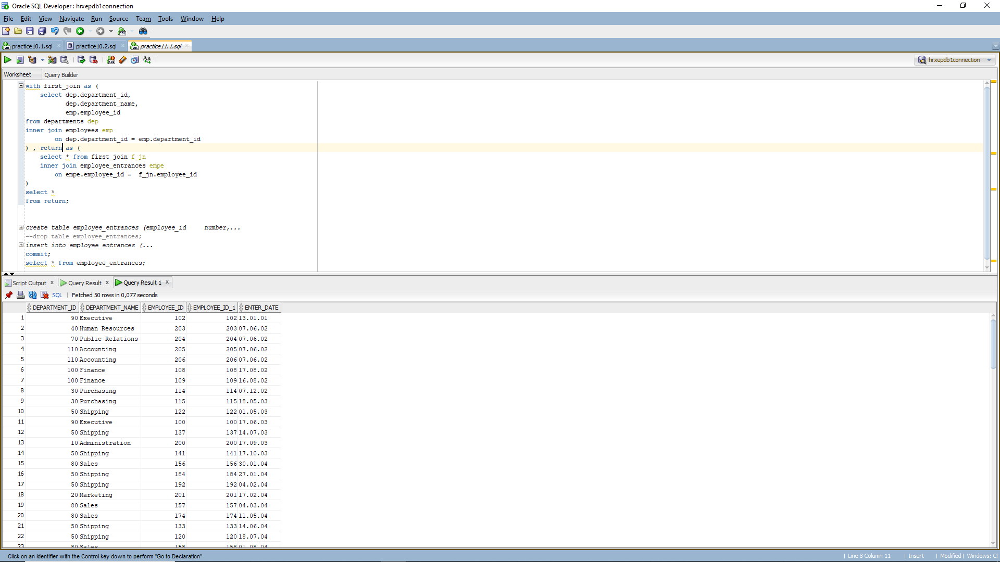 Oracle SQL Developer : hrxepdb1connection
File Edit View Navigate Run Source Team Tools Window Help
practice10.1.sql practice10.2.sql practice11.1.sql
hrxepdb1connection
Worksheet Query Builder
with first_join as (
select dep.department_id,
dep.department_name,
emp.employee_id
from departments dep
inner join employees emp
on dep.department_id = emp.department_id
) , return as (
select * from first_join f_jn
inner join employee_entrances empe
on empe.employee_id =  f_jn.employee_id
)
select *
from return;
create table employee_entrances (employee_id     number,...
--drop table employee_entrances;
insert into employee_entrances (...
commit;
select * from employee_entrances;
Script Output Query Result Query Result 1
SQL Fetched 50 rows in 0,077 seconds
DEPARTMENT_ID DEPARTMENT_NAME EMPLOYEE_ID EMPLOYEE_ID_1 ENTER_DATE
1 90 Executive 102 102 13.01.01
2 40 Human Resources 203 203 07.06.02
3 70 Public Relations 204 204 07.06.02
4 110 Accounting 205 205 07.06.02
5 110 Accounting 206 206 07.06.02
6 100 Finance 108 108 17.08.02
7 100 Finance 109 109 16.08.02
8 30 Purchasing 114 114 07.12.02
9 30 Purchasing 115 115 18.05.03
10 50 Shipping 122 122 01.05.03
11 90 Executive 100 100 17.06.03
12 50 Shipping 137 137 14.07.03
13 10 Administration 200 200 17.09.03
14 50 Shipping 141 141 17.10.03
15 80 Sales 156 156 30.01.04
16 50 Shipping 184 184 27.01.04
17 50 Shipping 192 192 04.02.04
18 20 Marketing 201 201 17.02.04
19 80 Sales 157 157 04.03.04
20 80 Sales 174 174 11.05.04
21 50 Shipping 133 133 14.06.04
22 50 Shipping 120 120 18.07.04
23 80 Sales 158 158 01.08.04
Click on an identifier with the Control key down to perform "Go to Declaration"
Line 8 Column 11 Insert Modified Windows: CF